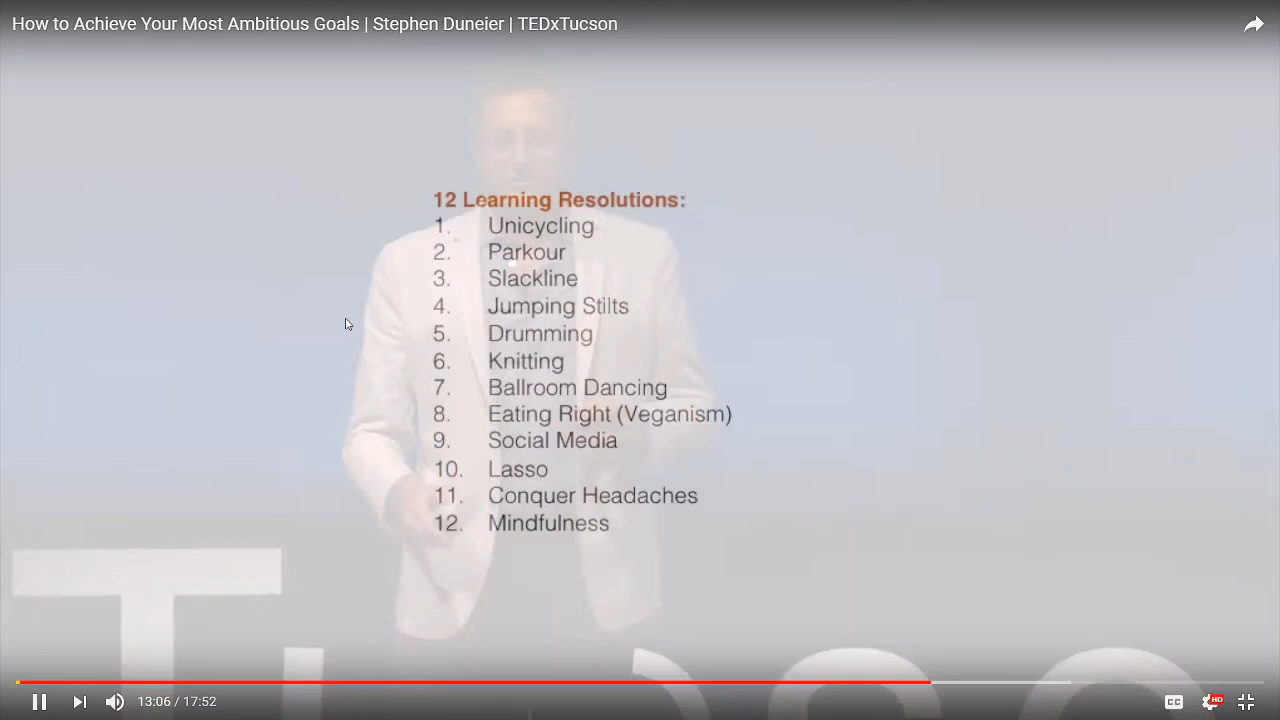 How to Achieve Your Most Ambitious Goals | Stephen Duneier | TEDxTucson
12 Learning Resolutions:
1. Unicycling
2. Parkour
3. Slackline
4. Jumping Stilts
5. Drumming
6. Knitting
7. Ballroom Dancing
8. Eating Right (Veganism)
9. Social Media
10. Lasso
11. Conquer Headaches
12. Mindfulness
13:06 / 17:52
CC
HD